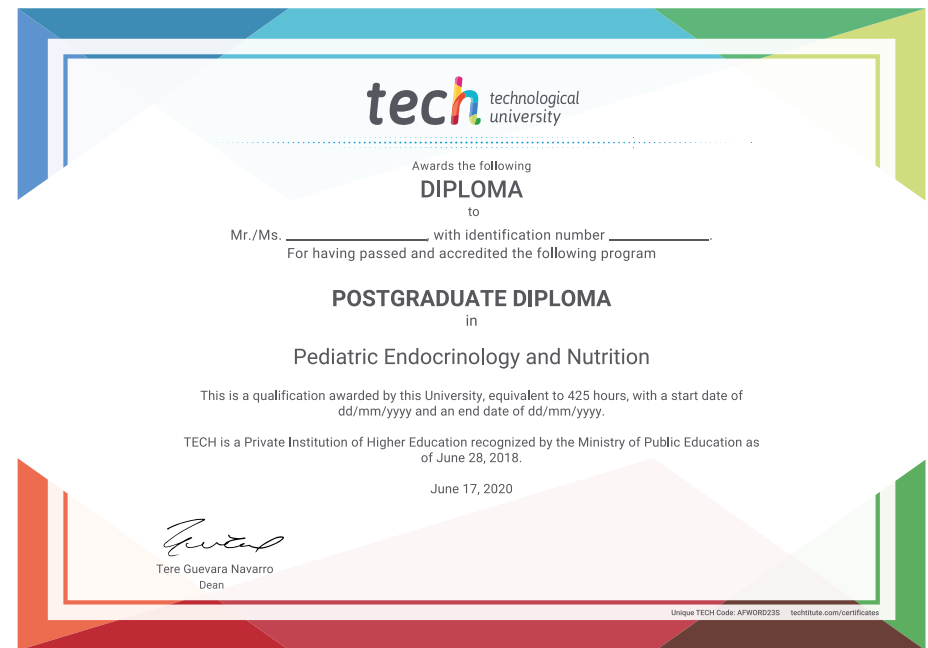 tech technological
university
Awards the following
DIPLOMA
to
Mr./Ms. ____________________, with identification number ______________.
For having passed and accredited the following program
POSTGRADUATE DIPLOMA
in
Pediatric Endocrinology and Nutrition
This is a qualification awarded by this University, equivalent to 425 hours, with a start date of
dd/mm/yyyy and an end date of dd/mm/yyyy.
TECH is a Private Institution of Higher Education recognized by the Ministry of Public Education as
of June 28, 2018.
June 17, 2020
Tere Guevara Navarro
Dean
Unique TECH Code: AFWORD23S techtitute.com/certificates